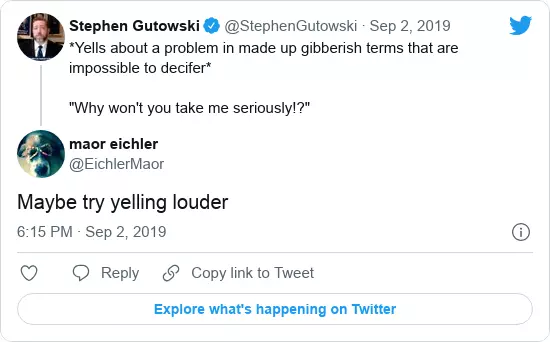 Stephen Gutowski @StephenGutowski · Sep 2, 2019
*Yells about a problem in made up gibberish terms that are
impossible to decifer*
"Why won't you take me seriously!?"
maor eichler
@EichlerMaor
Maybe try yelling louder
6:15 PM · Sep 2, 2019
Reply Copy link to Tweet
Explore what's happening on Twitter